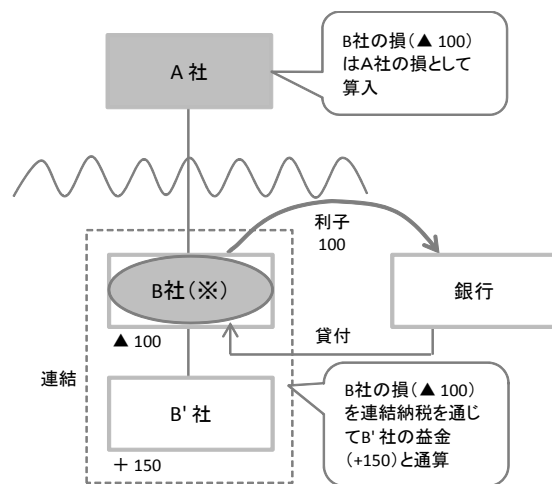 B社の損(▲ 100)
はA社の損として
算入
A 社
利子
100
B社(※)
銀行
▲ 100
貸付
連結
B' 社
B社の損(▲ 100)
を連結納税を通じ
てB' 社の益金
(+150)と通算
＋ 150